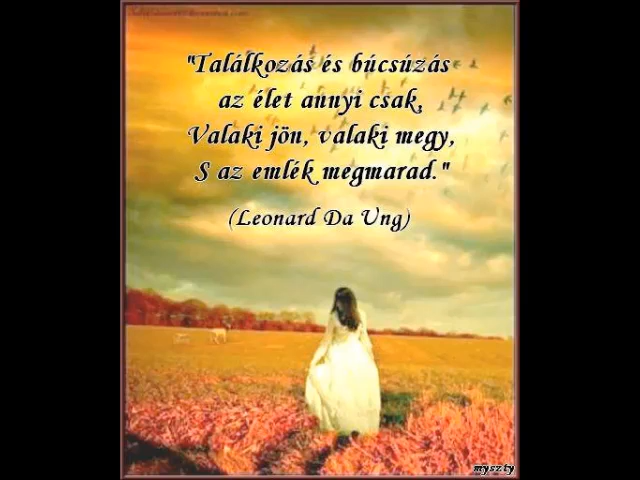 "Találkozás és búcsúzás
az élet annyi csak,
Valaki jön, valaki megy,
S az emlék megmarad."
(Leonard Da Ung)
myszty